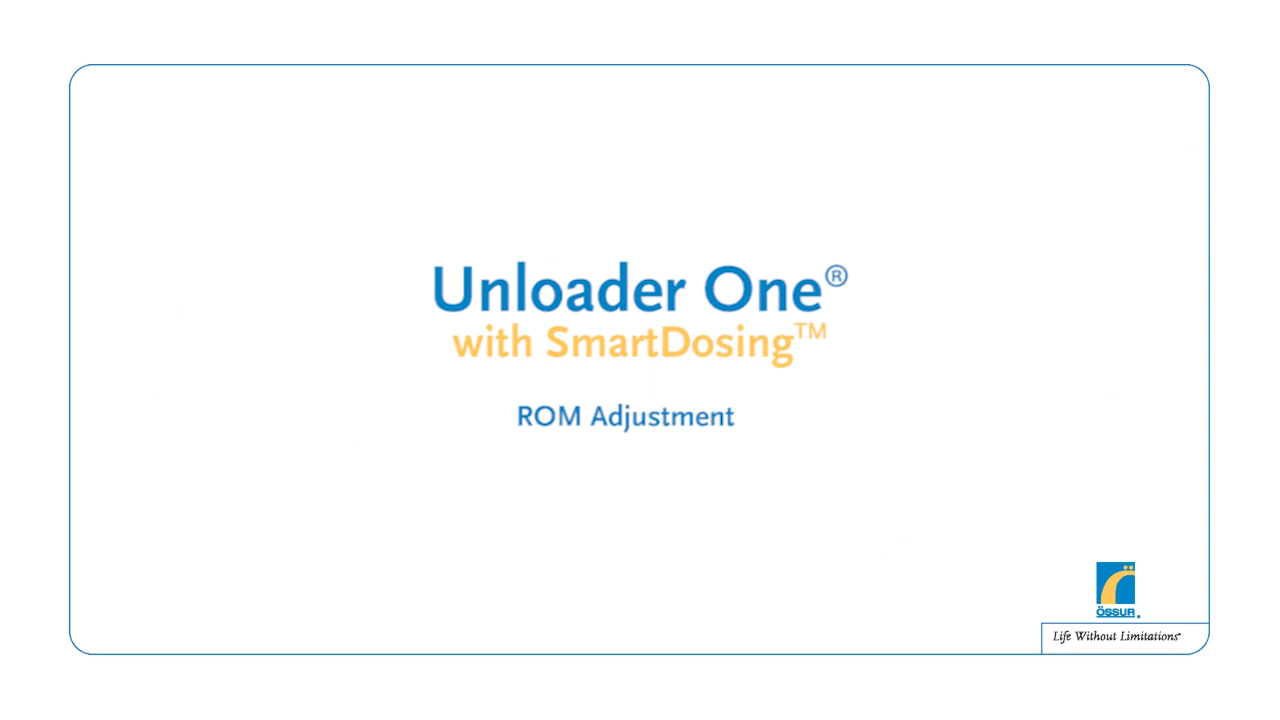 Unloader One®
with SmartDosing™
ROM Adjustment
ÖSSUR®
Life Without Limitations®